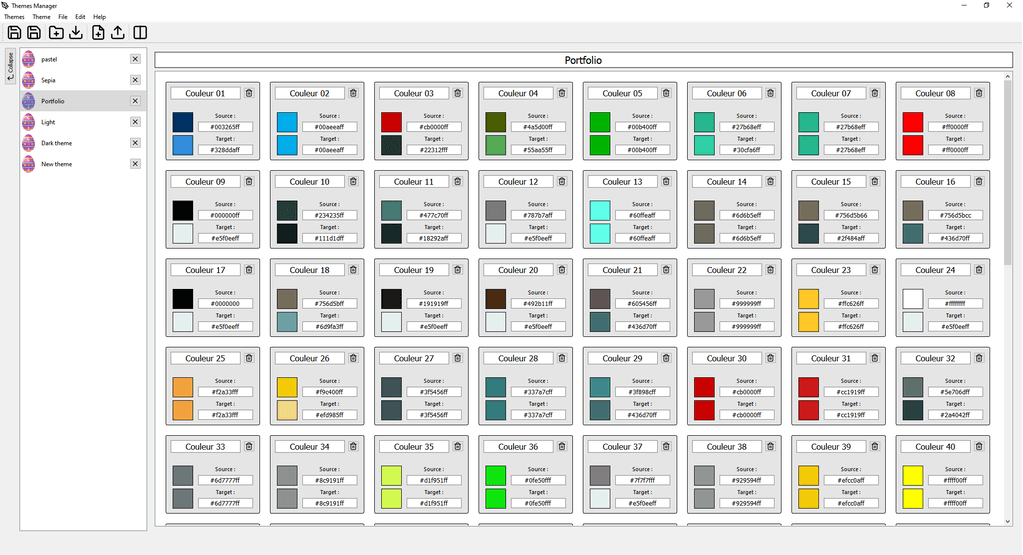 Themes Manager
Themes Theme File Edit Help
Collapse
pastel
Sepia
Portfolio
Light
Dark theme
New theme
Portfolio
Couleur 01 Couleur 02 Couleur 03 Couleur 04 Couleur 05 Couleur 06 Couleur 07 Couleur 08
Source : Source : Source : Source : Source : Source : Source : Source :
#003265ff #00aeeaff #cb0000ff #4a5d00ff #00b400ff #27b68eff #27b68eff #ff0000ff
Target : Target : Target : Target : Target : Target : Target : Target :
#328ddaff #00aeeaff #22312fff #55aa55ff #00b400ff #30cfa6ff #27b68eff #ff0000ff
Couleur 09 Couleur 10 Couleur 11 Couleur 12 Couleur 13 Couleur 14 Couleur 15 Couleur 16
Source : Source : Source : Source : Source : Source : Source : Source :
#000000ff #234235ff #477c70ff #787b7aff #60ffeaff #6d6b5eff #756d5b66 #756d5bcc
Target : Target : Target : Target : Target : Target : Target : Target :
#e5f0eeff #111d1dff #18292aff #e5f0eeff #60ffeaff #6d6b5eff #2f484aff #436d70ff
Couleur 17 Couleur 18 Couleur 19 Couleur 20 Couleur 21 Couleur 22 Couleur 23 Couleur 24
Source : Source : Source : Source : Source : Source : Source : Source :
#0000000 #756d5bff #191919ff #492b11ff #605456ff #999999ff #ffc626ff #ffffffff
Target : Target : Target : Target : Target : Target : Target : Target :
#e5f0eeff #6d9fa3ff #e5f0eeff #e5f0eeff #436d70ff #999999ff #ffc626ff #e5f0eeff
Couleur 25 Couleur 26 Couleur 27 Couleur 28 Couleur 29 Couleur 30 Couleur 31 Couleur 32
Source : Source : Source : Source : Source : Source : Source : Source :
#f2a33fff #f9c400ff #3f5456ff #337a7cff #3f898cff #cb0000ff #cc1919ff #5e706dff
Target : Target : Target : Target : Target : Target : Target : Target :
#f2a33fff #efd985ff #3f5456ff #337a7cff #436d70ff #cb0000ff #cc1919ff #2a4042ff
Couleur 33 Couleur 34 Couleur 35 Couleur 36 Couleur 37 Couleur 38 Couleur 39 Couleur 40
Source : Source : Source : Source : Source : Source : Source : Source :
#6d7777ff #8c9191ff #d1f951ff #0fe50fff #7f7f7fff #929594ff #efcc0aff #ffff00ff
Target : Target : Target : Target : Target : Target : Target : Target :
#6d7777ff #8c9191ff #d1f951ff #0fe50fff #e5f0eeff #929594ff #efcc0aff #ffff00ff